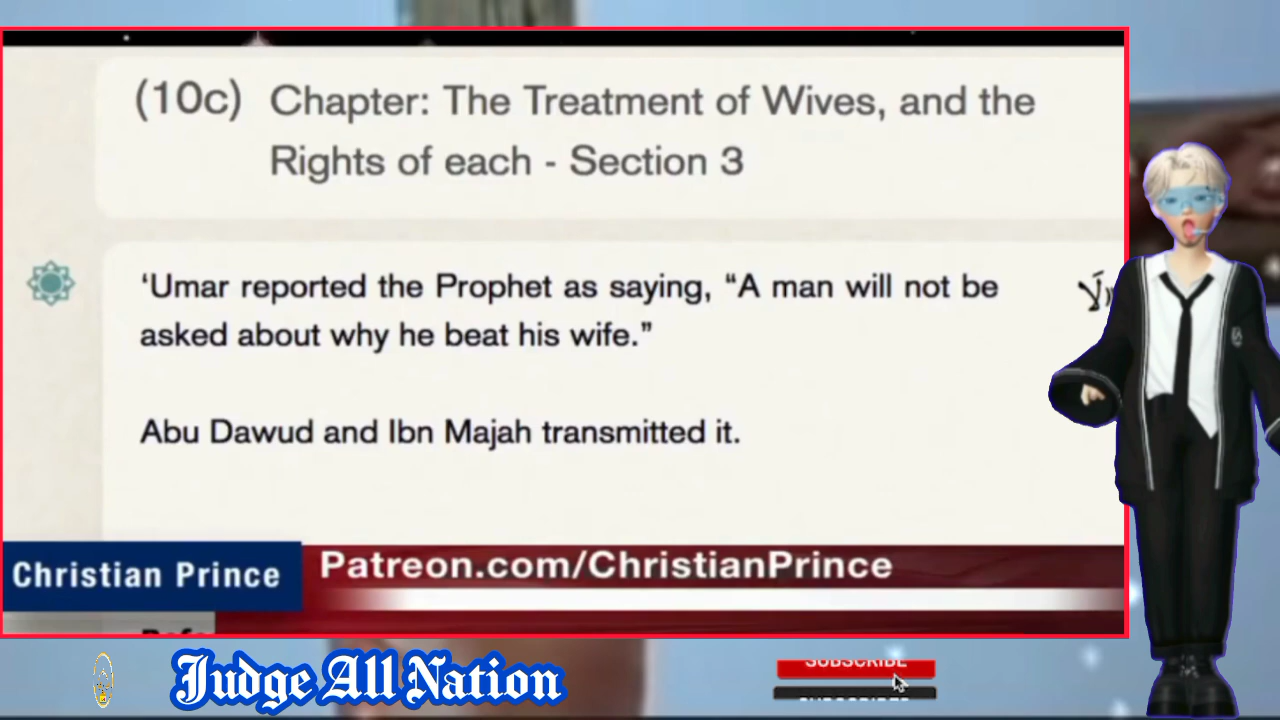 (10c) Chapter: The Treatment of Wives, and the
Rights of each - Section 3
‘Umar reported the Prophet as saying, “A man will not be
asked about why he beat his wife.”
Abu Dawud and Ibn Majah transmitted it.
Christian Prince
Patreon.com/ChristianPrince
Judge All Nation
SUBSCRIBE